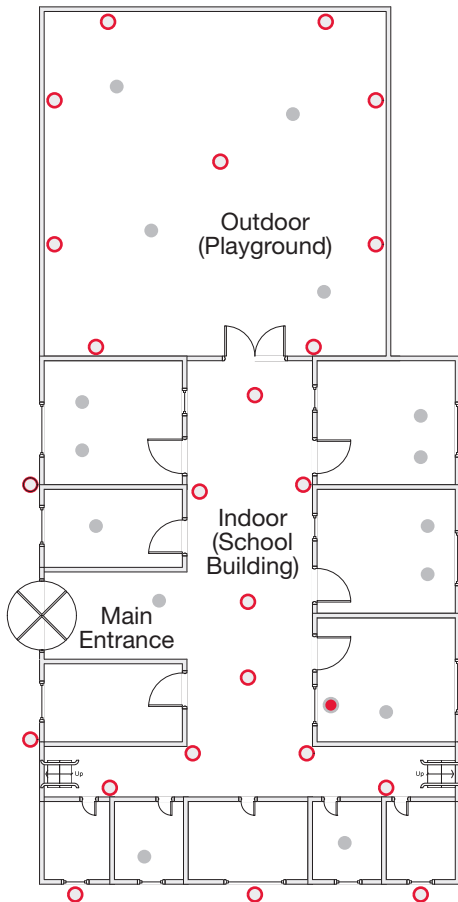 Outdoor
(Playground)
Indoor
(School
Building)
Main
Entrance
Up
Up